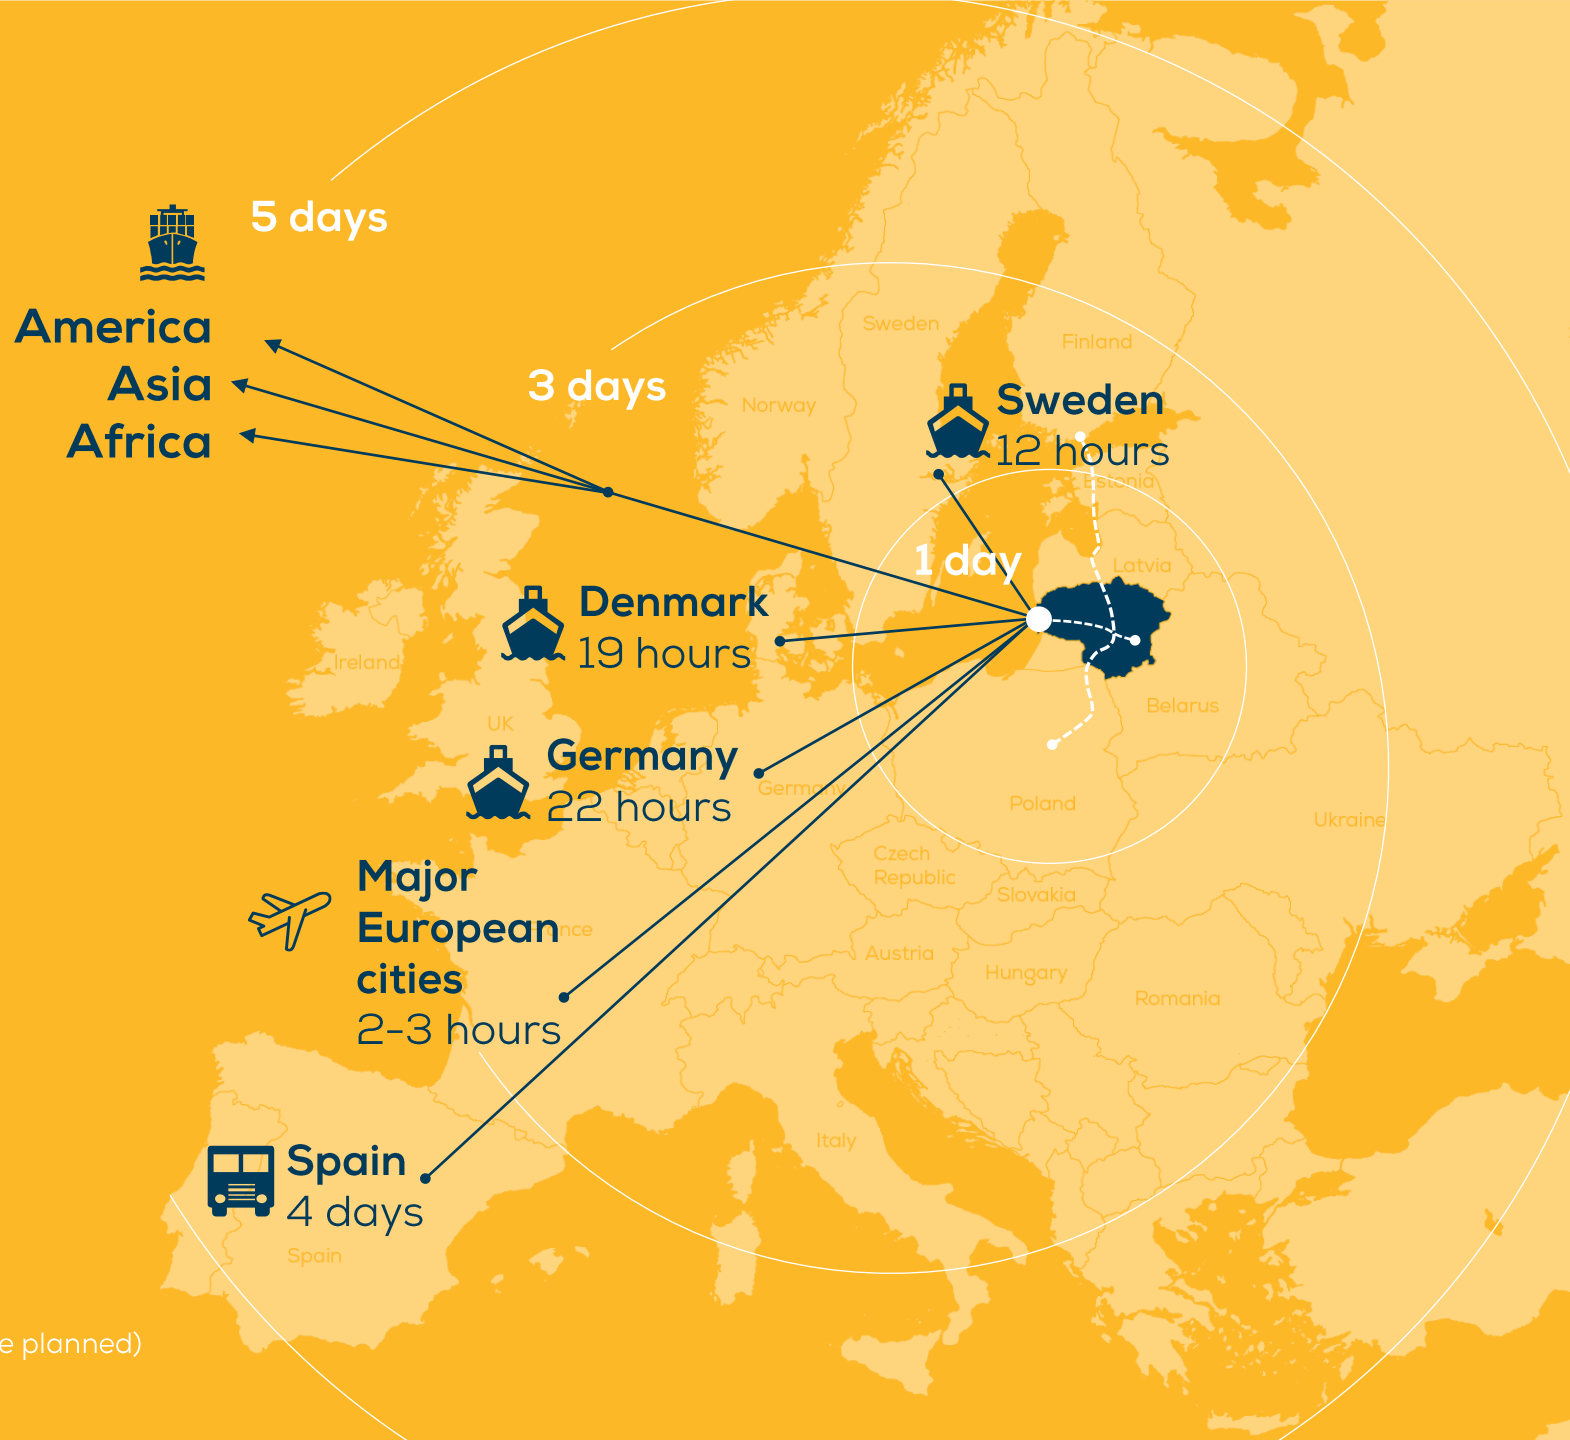 5 days
America
Asia
Africa
3 days
Sweden
Finland
Norway
Sweden
12 hours
Estonia
1 day
Latvia
Denmark
19 hours
Ireland
Belarus
UK
Germany
22 hours
Germany
Poland
Ukraine
Czech
Republic
Slovakia
Major
European
cities
2-3 hours
Austria
Hungary
Romania
Italy
Spain
4 days
Spain
planned)